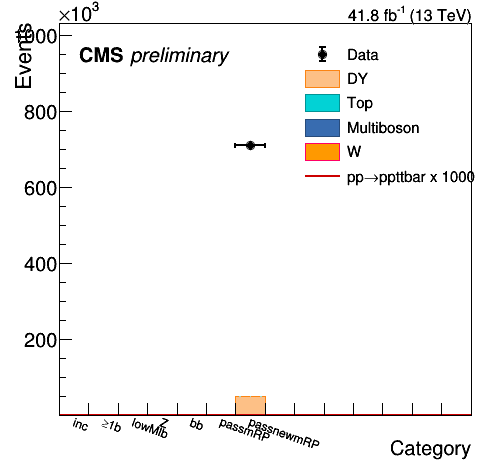 ×10³
41.8 fb⁻¹ (13 TeV)
Events
CMS preliminary
1000
800
600
400
200
Data
DY
Top
Multiboson
W
pp→ppttbar x 1000
inc
≥1b
lowMlb
Z
bb
passmRP
passnewmRP
Category